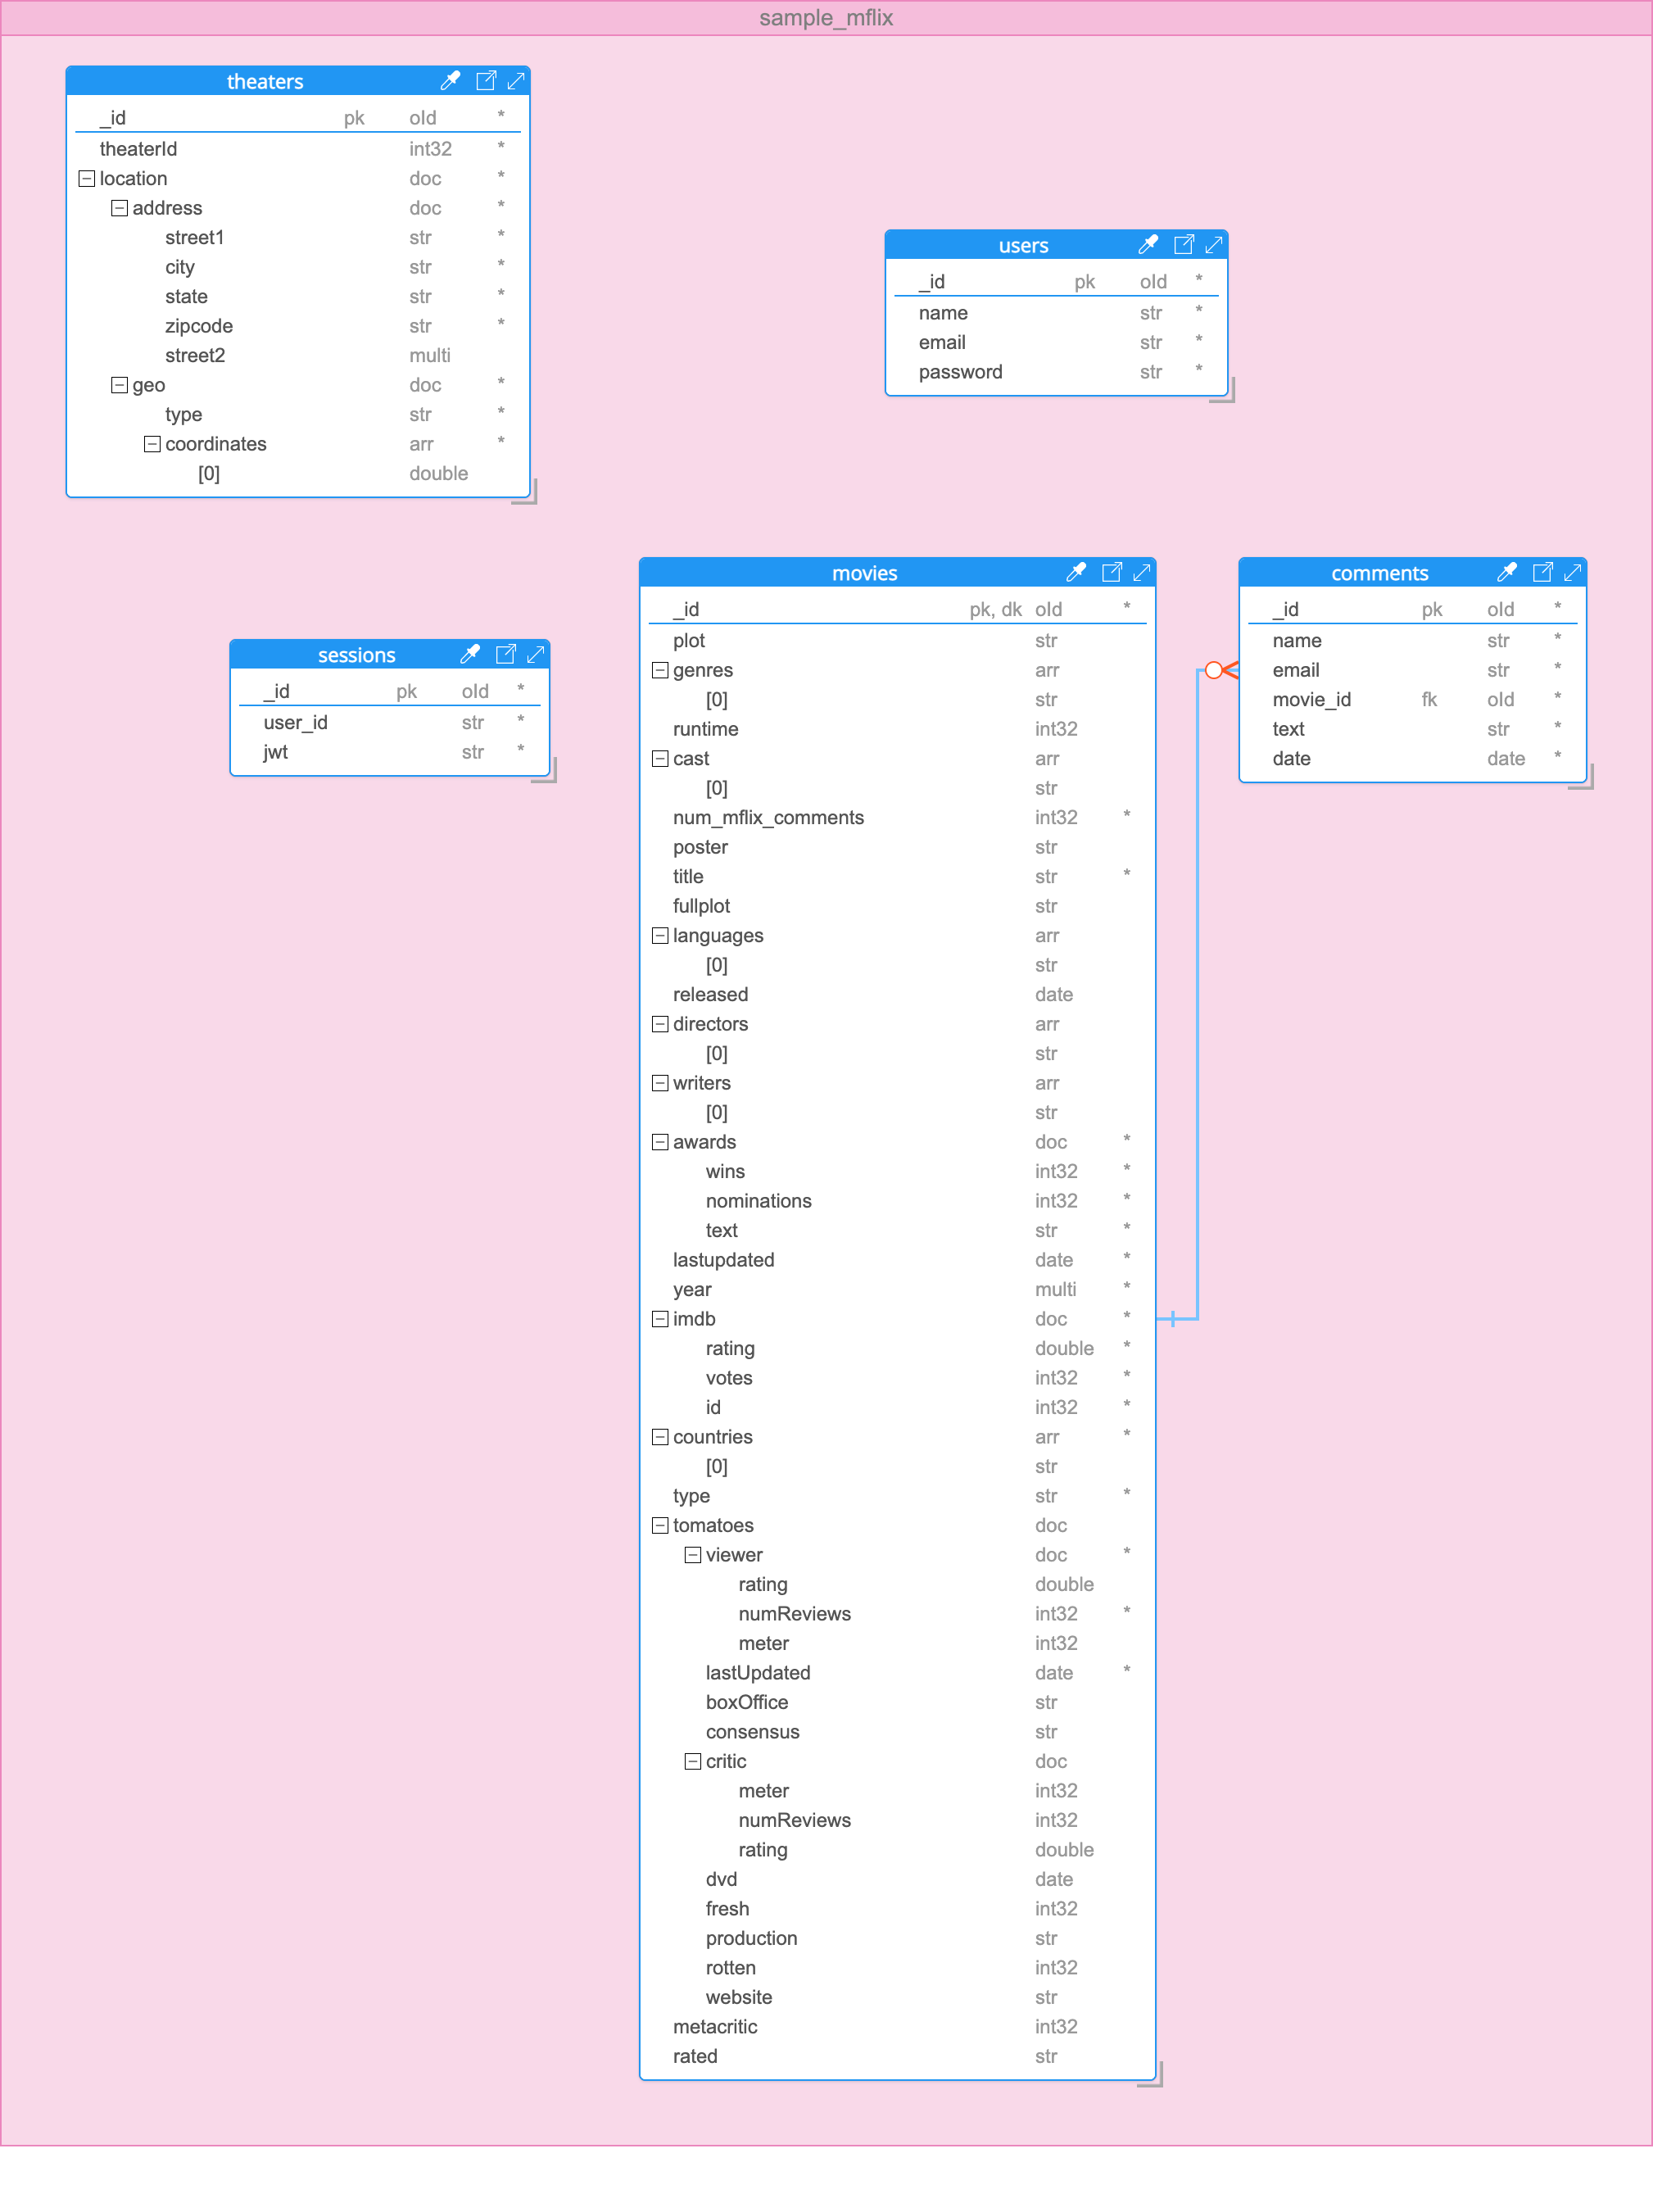 sample_mflix
theaters
_id pk oId *
theaterId int32 *
location doc *
address doc *
street1 str *
city str *
state str *
zipcode str *
street2 multi
geo doc *
type str *
coordinates arr *
[0] double
users
_id pk oId *
name str *
email str *
password str *
sessions
_id pk oId *
user_id str *
jwt str *
movies
_id pk, dk oId *
plot str
genres arr
[0] str
runtime int32
cast arr
[0] str
num_mflix_comments int32 *
poster str
title str *
fullplot str
languages arr
[0] str
released date
directors arr
[0] str
writers arr
[0] str
awards doc *
wins int32 *
nominations int32 *
text str *
lastupdated date *
year multi *
imdb doc *
rating double *
votes int32 *
id int32 *
countries arr *
[0] str
type str *
tomatoes doc
viewer doc *
rating double
numReviews int32 *
meter int32
lastUpdated date *
boxOffice str
consensus str
critic doc
meter int32
numReviews int32
rating double
dvd date
fresh int32
production str
rotten int32
website str
metacritic int32
rated str
comments
_id pk oId *
name str *
email str *
movie_id fk oId *
text str *
date date *